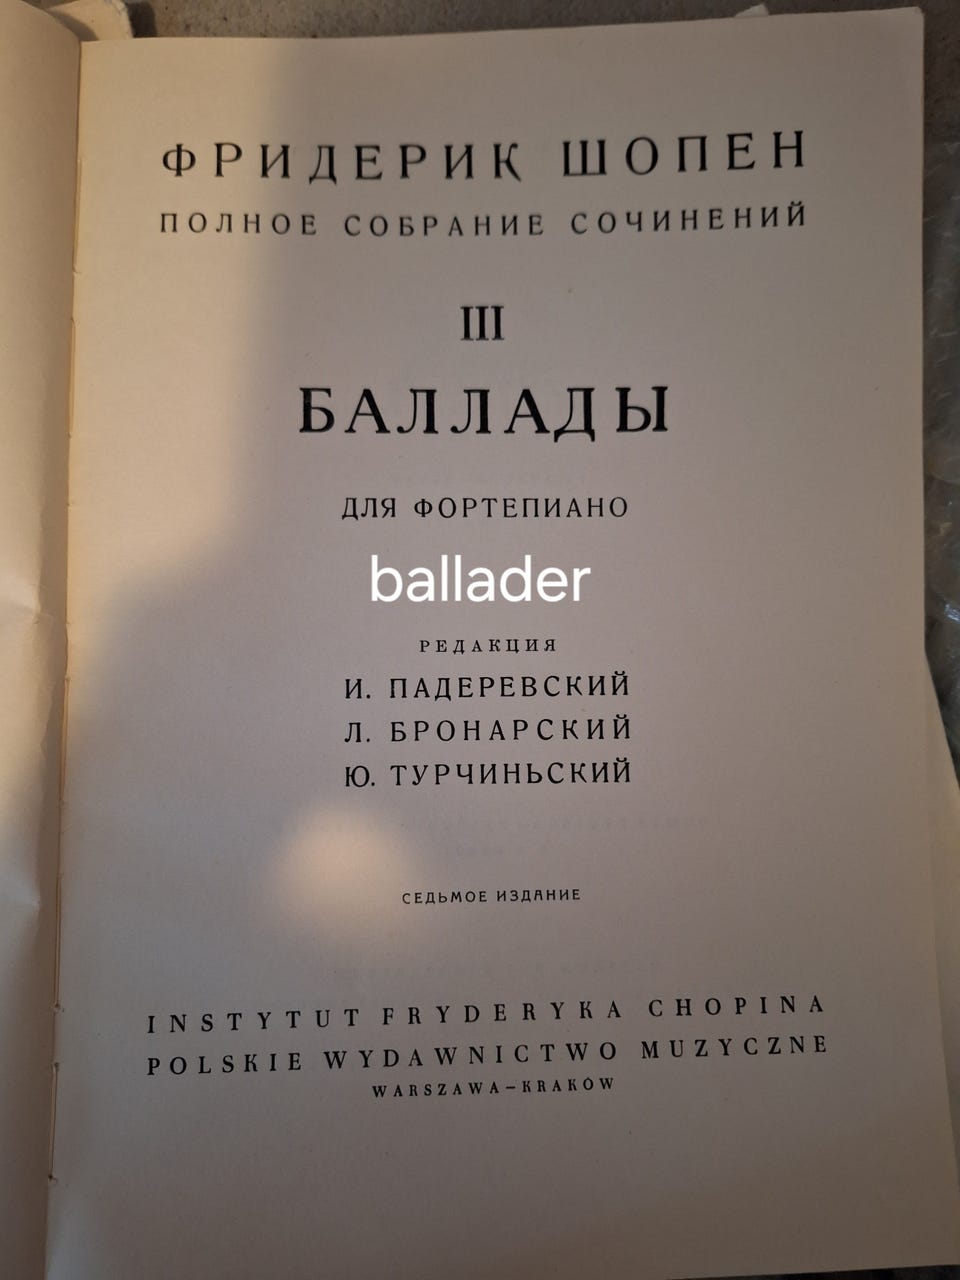 ФРИДЕРИК ШОПЕН
ПОЛНОЕ СОБРАНИЕ СОЧИНЕНИЙ
III
БАЛЛАДЫ
ДЛЯ ФОРТЕПИАНО
ballader
РЕДАКЦИЯ
И. ПАДЕРЕВСКИЙ
Л. БРОНАРСКИЙ
Ю. ТУРЧИНЬСКИЙ
СЕДЬМОЕ ИЗДАНИЕ
INSTYTUT FRYDERYKA CHOPINA
POLSKIE WYDAWNICTWO MUZYCZNE
WARSZAWA–KRAKÓW